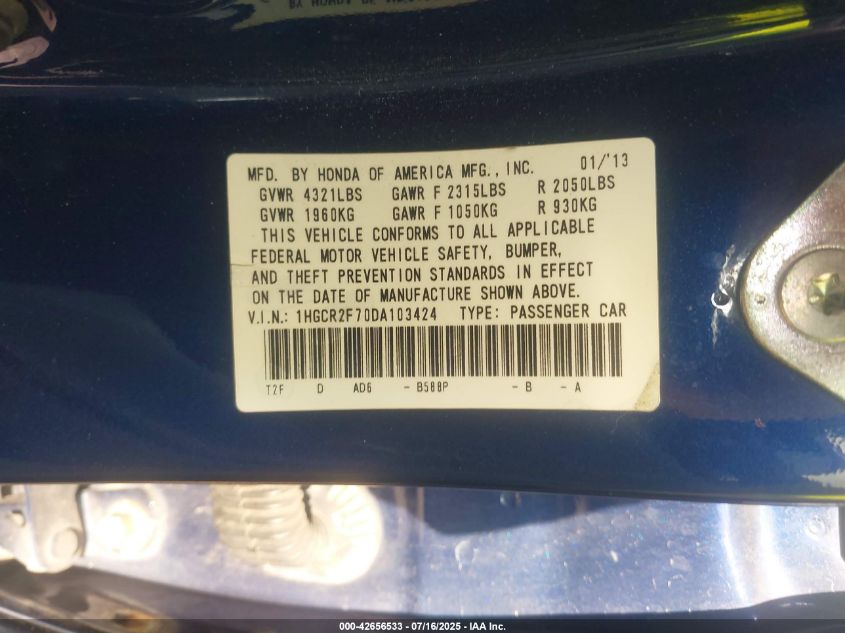 MFD. BY HONDA OF AMERICA MFG., INC. 01/'13
GVWR 4321LBS GAWR F 2315LBS R 2050LBS
GVWR 1960KG GAWR F 1050KG R 930KG
THIS VEHICLE CONFORMS TO ALL APPLICABLE
FEDERAL MOTOR VEHICLE SAFETY, BUMPER,
AND THEFT PREVENTION STANDARDS IN EFFECT
ON THE DATE OF MANUFACTURE SHOWN ABOVE.
V.I.N.: 1HGCR2F70DA103424 TYPE: PASSENGER CAR
T2F D AD6 - B588P - B - A
000-42656533 - 07/16/2025 - IAA Inc.